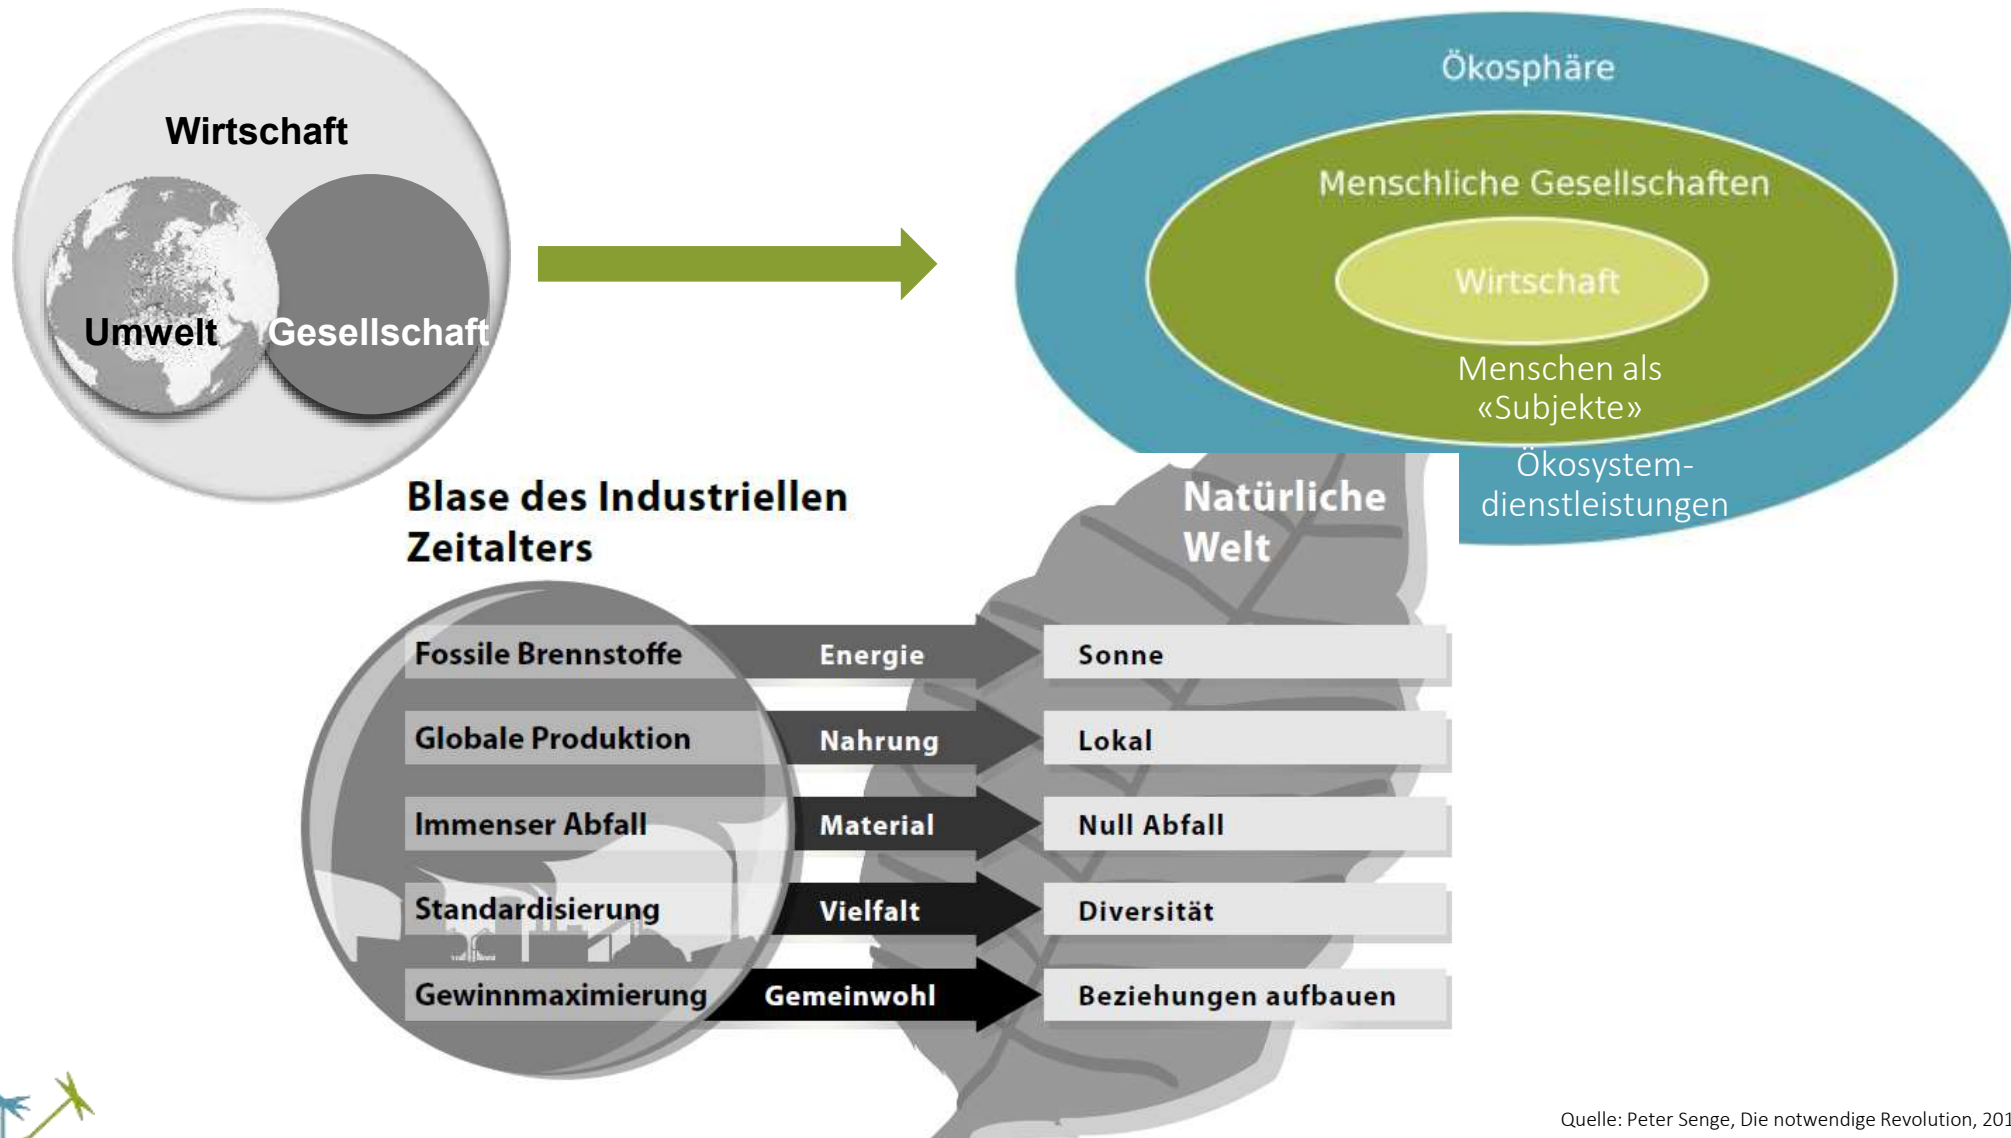 Wirtschaft
Umwelt
Gesellschaft
Ökosphäre
Menschliche Gesellschaften
Wirtschaft
Menschen als
«Subjekte»
Ökosystem-
dienstleistungen
Blase des Industriellen
Zeitalters
Natürliche
Welt
Fossile Brennstoffe Energie Sonne
Globale Produktion Nahrung Lokal
Immenser Abfall Material Null Abfall
Standardisierung Vielfalt Diversität
Gewinnmaximierung Gemeinwohl Beziehungen aufbauen
Quelle: Peter Senge, Die notwendige Revolution, 201